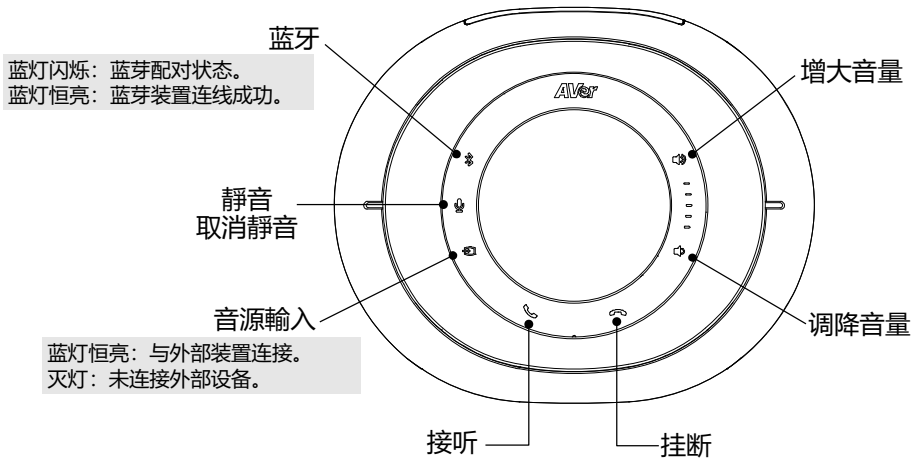 蓝牙
蓝灯闪烁：蓝芽配对状态。
蓝灯恒亮：蓝芽装置连线成功。
增大音量
AVer
靜音
取消靜音
音源輸入
蓝灯恒亮：与外部装置连接。
灭灯：未连接外部设备。
调降音量
接听
挂断